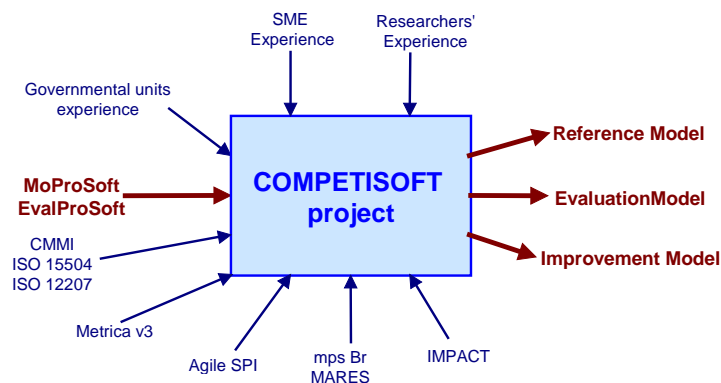 SME
Experience
Researchers'
Experience
Governmental units
experience
MoProSoft
EvalProSoft
CMMI
ISO 15504
ISO 12207
Metrica v3
Agile SPI
mps Br
MARES
IMPACT
COMPETISOFT
project
Reference Model
EvaluationModel
Improvement Model